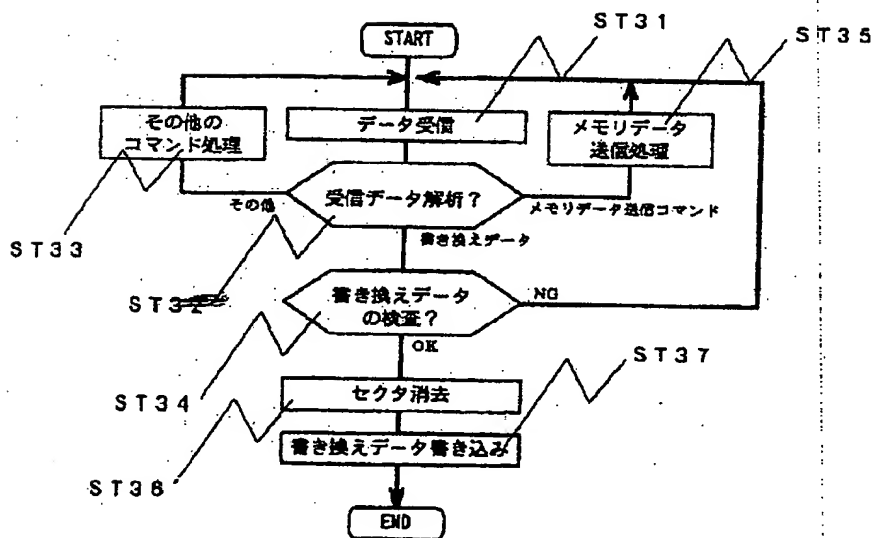 ST31
ST35
START
その他の
コマンド処理
データ受信
メモリデータ
送信処理
受信データ解析?
その他
メモリデータ送信コマンド
書き換えデータ
ST33
書き換えデータ
の検査?
NG
OK
ST37
セクタ消去
ST34
書き換えデータ書き込み
ST36
END